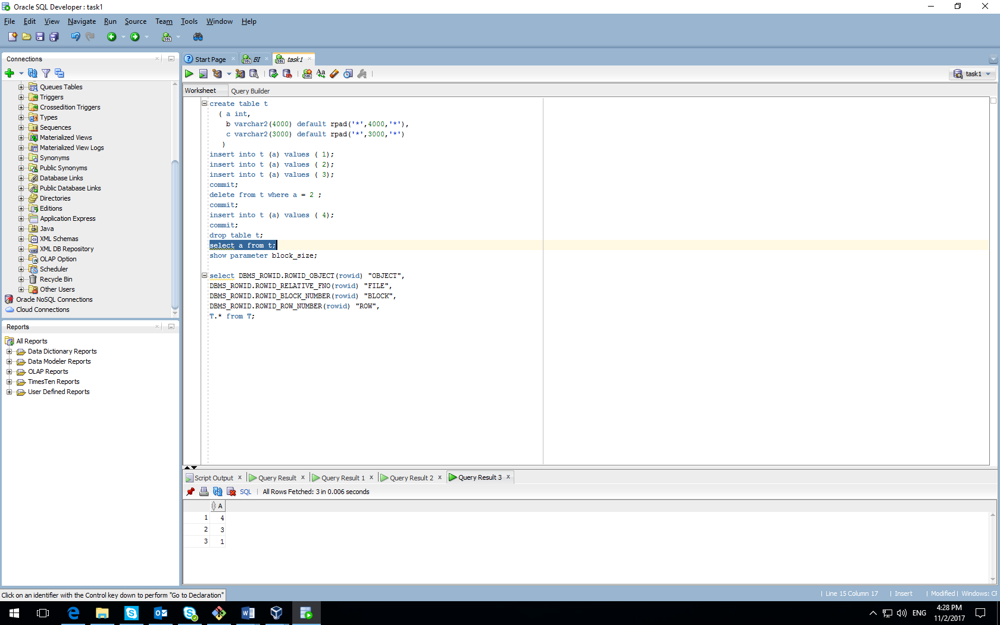 Oracle SQL Developer : task1
File Edit View Navigate Run Source Team Tools Window Help
Connections
Queues Tables
Triggers
Crossedition Triggers
Types
Sequences
Materialized Views
Materialized View Logs
Synonyms
Public Synonyms
Database Links
Public Database Links
Directories
Editions
Application Express
Java
XML Schemas
XML DB Repository
OLAP Option
Scheduler
Recycle Bin
Other Users
Oracle NoSQL Connections
Cloud Connections
Reports
All Reports
Data Dictionary Reports
Data Modeler Reports
OLAP Reports
TimesTen Reports
User Defined Reports
Start Page BI task1
task1
Worksheet Query Builder
create table t
( a int,
b varchar2(4000) default rpad('*',4000,'*'),
c varchar2(3000) default rpad('*',3000,'*')
)
insert into t (a) values ( 1);
insert into t (a) values ( 2);
insert into t (a) values ( 3);
commit;
delete from t where a = 2 ;
commit;
insert into t (a) values ( 4);
commit;
drop table t;
select a from t;
show parameter block_size;
select DBMS_ROWID.ROWID_OBJECT(rowid) "OBJECT",
DBMS_ROWID.ROWID_RELATIVE_FNO(rowid) "FILE",
DBMS_ROWID.ROWID_BLOCK_NUMBER(rowid) "BLOCK",
DBMS_ROWID.ROWID_ROW_NUMBER(rowid) "ROW",
T.* from T;
Script Output x Query Result x Query Result 1 x Query Result 2 x Query Result 3 x
SQL | All Rows Fetched: 3 in 0.006 seconds
A
1 4
2 3
3 1
Click on an identifier with the Control key down to perform "Go to Declaration"
| Line 15 Column 17 | Insert | Modified | Windows: CF
ENG 4:28 PM
11/2/2017